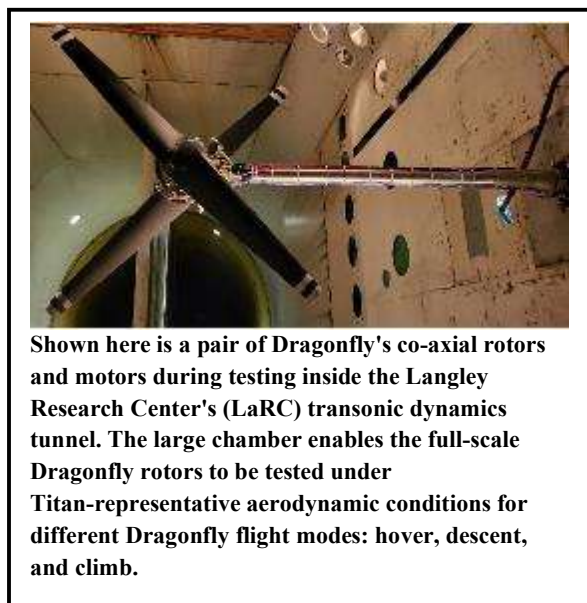 Shown here is a pair of Dragonfly's co-axial rotors
and motors during testing inside the Langley
Research Center's (LaRC) transonic dynamics
tunnel. The large chamber enables the full-scale
Dragonfly rotors to be tested under
Titan-representative aerodynamic conditions for
different Dragonfly flight modes: hover, descent,
and climb.